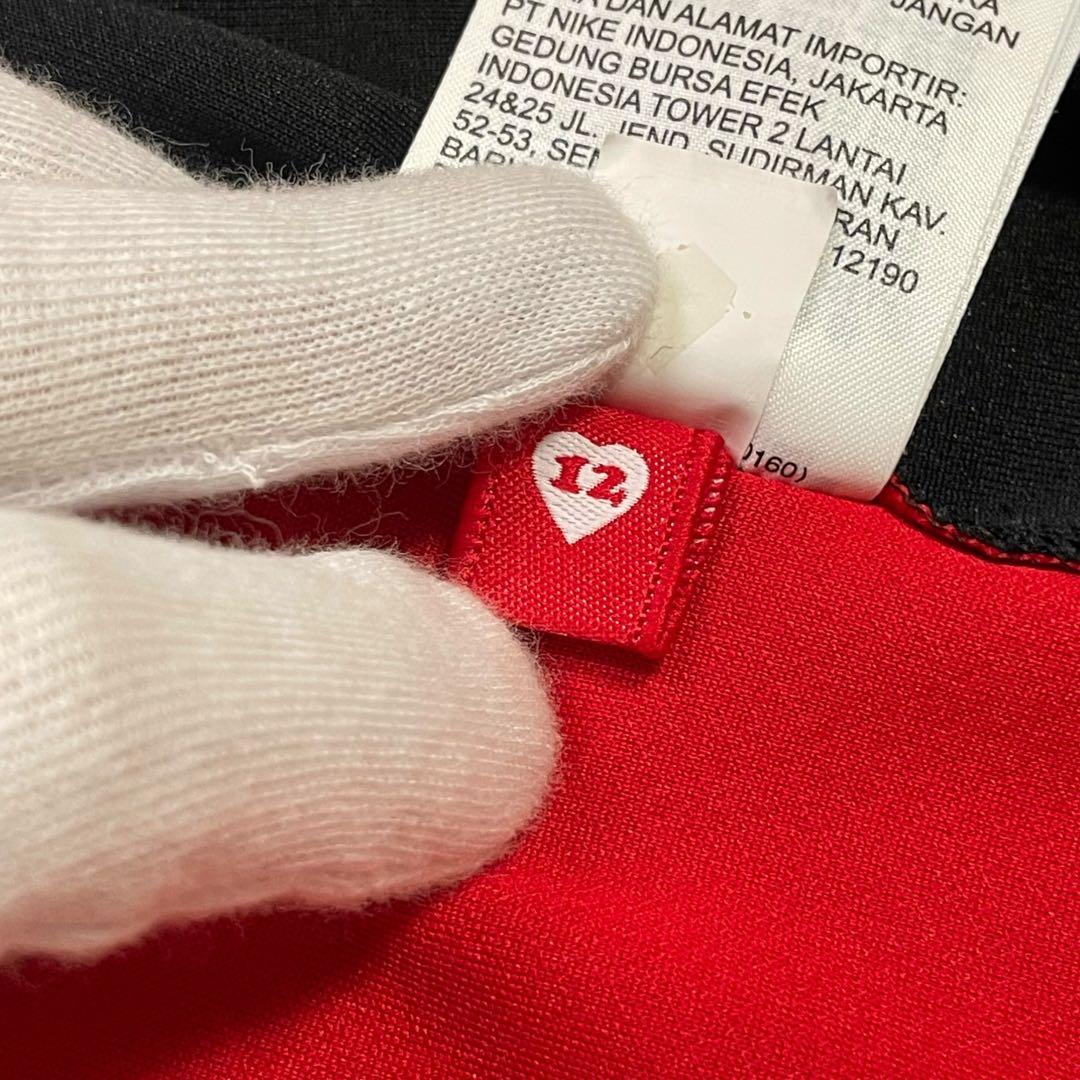 JANGAN
DAN ALAMAT IMPORTIR:
PT NIKE INDONESIA, JAKARTA
GEDUNG BURSA EFEK
INDONESIA TOWER 2 LANTAI
24&25 JL. JEND. SUDIRMAN KAV.
52-53,
12190
0160)
12